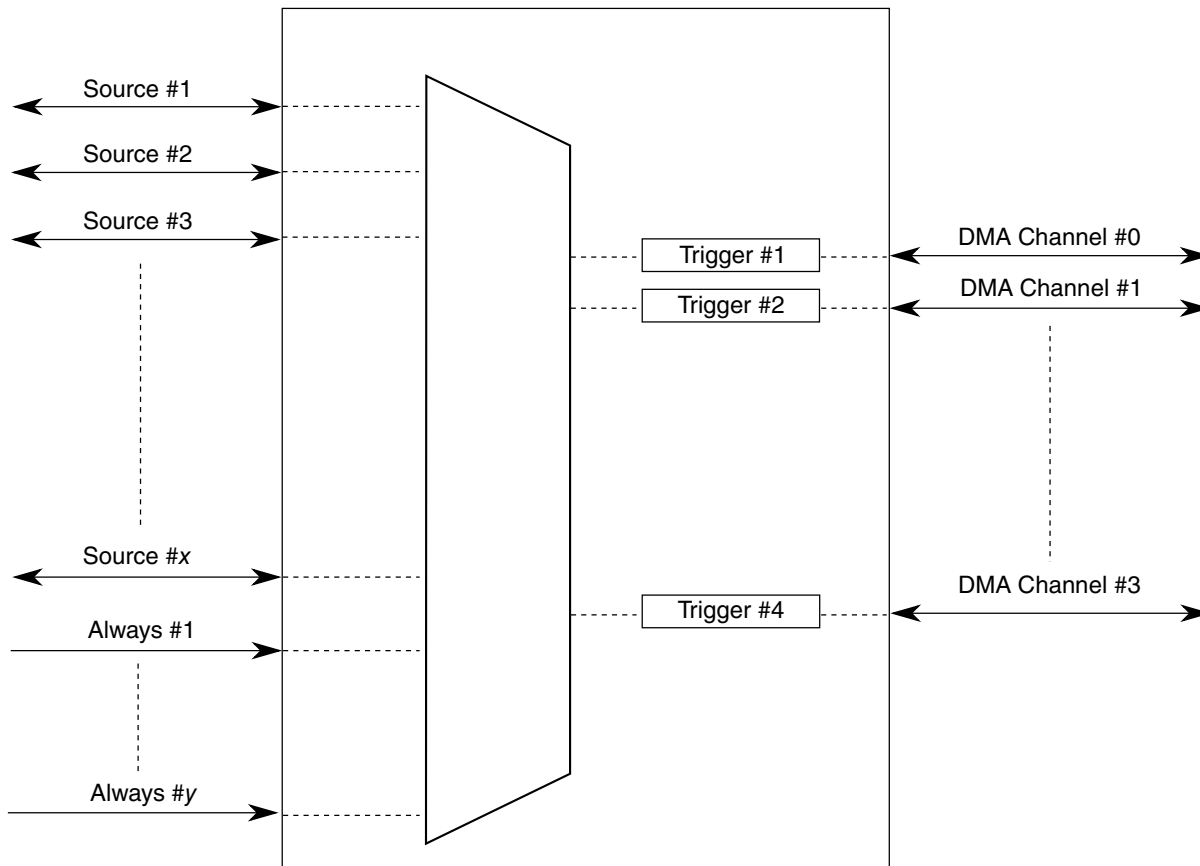 Source #1
Source #2
Source #3
Source #x
Always #1
Always #y
Trigger #1
Trigger #2
Trigger #4
DMA Channel #0
DMA Channel #1
DMA Channel #3